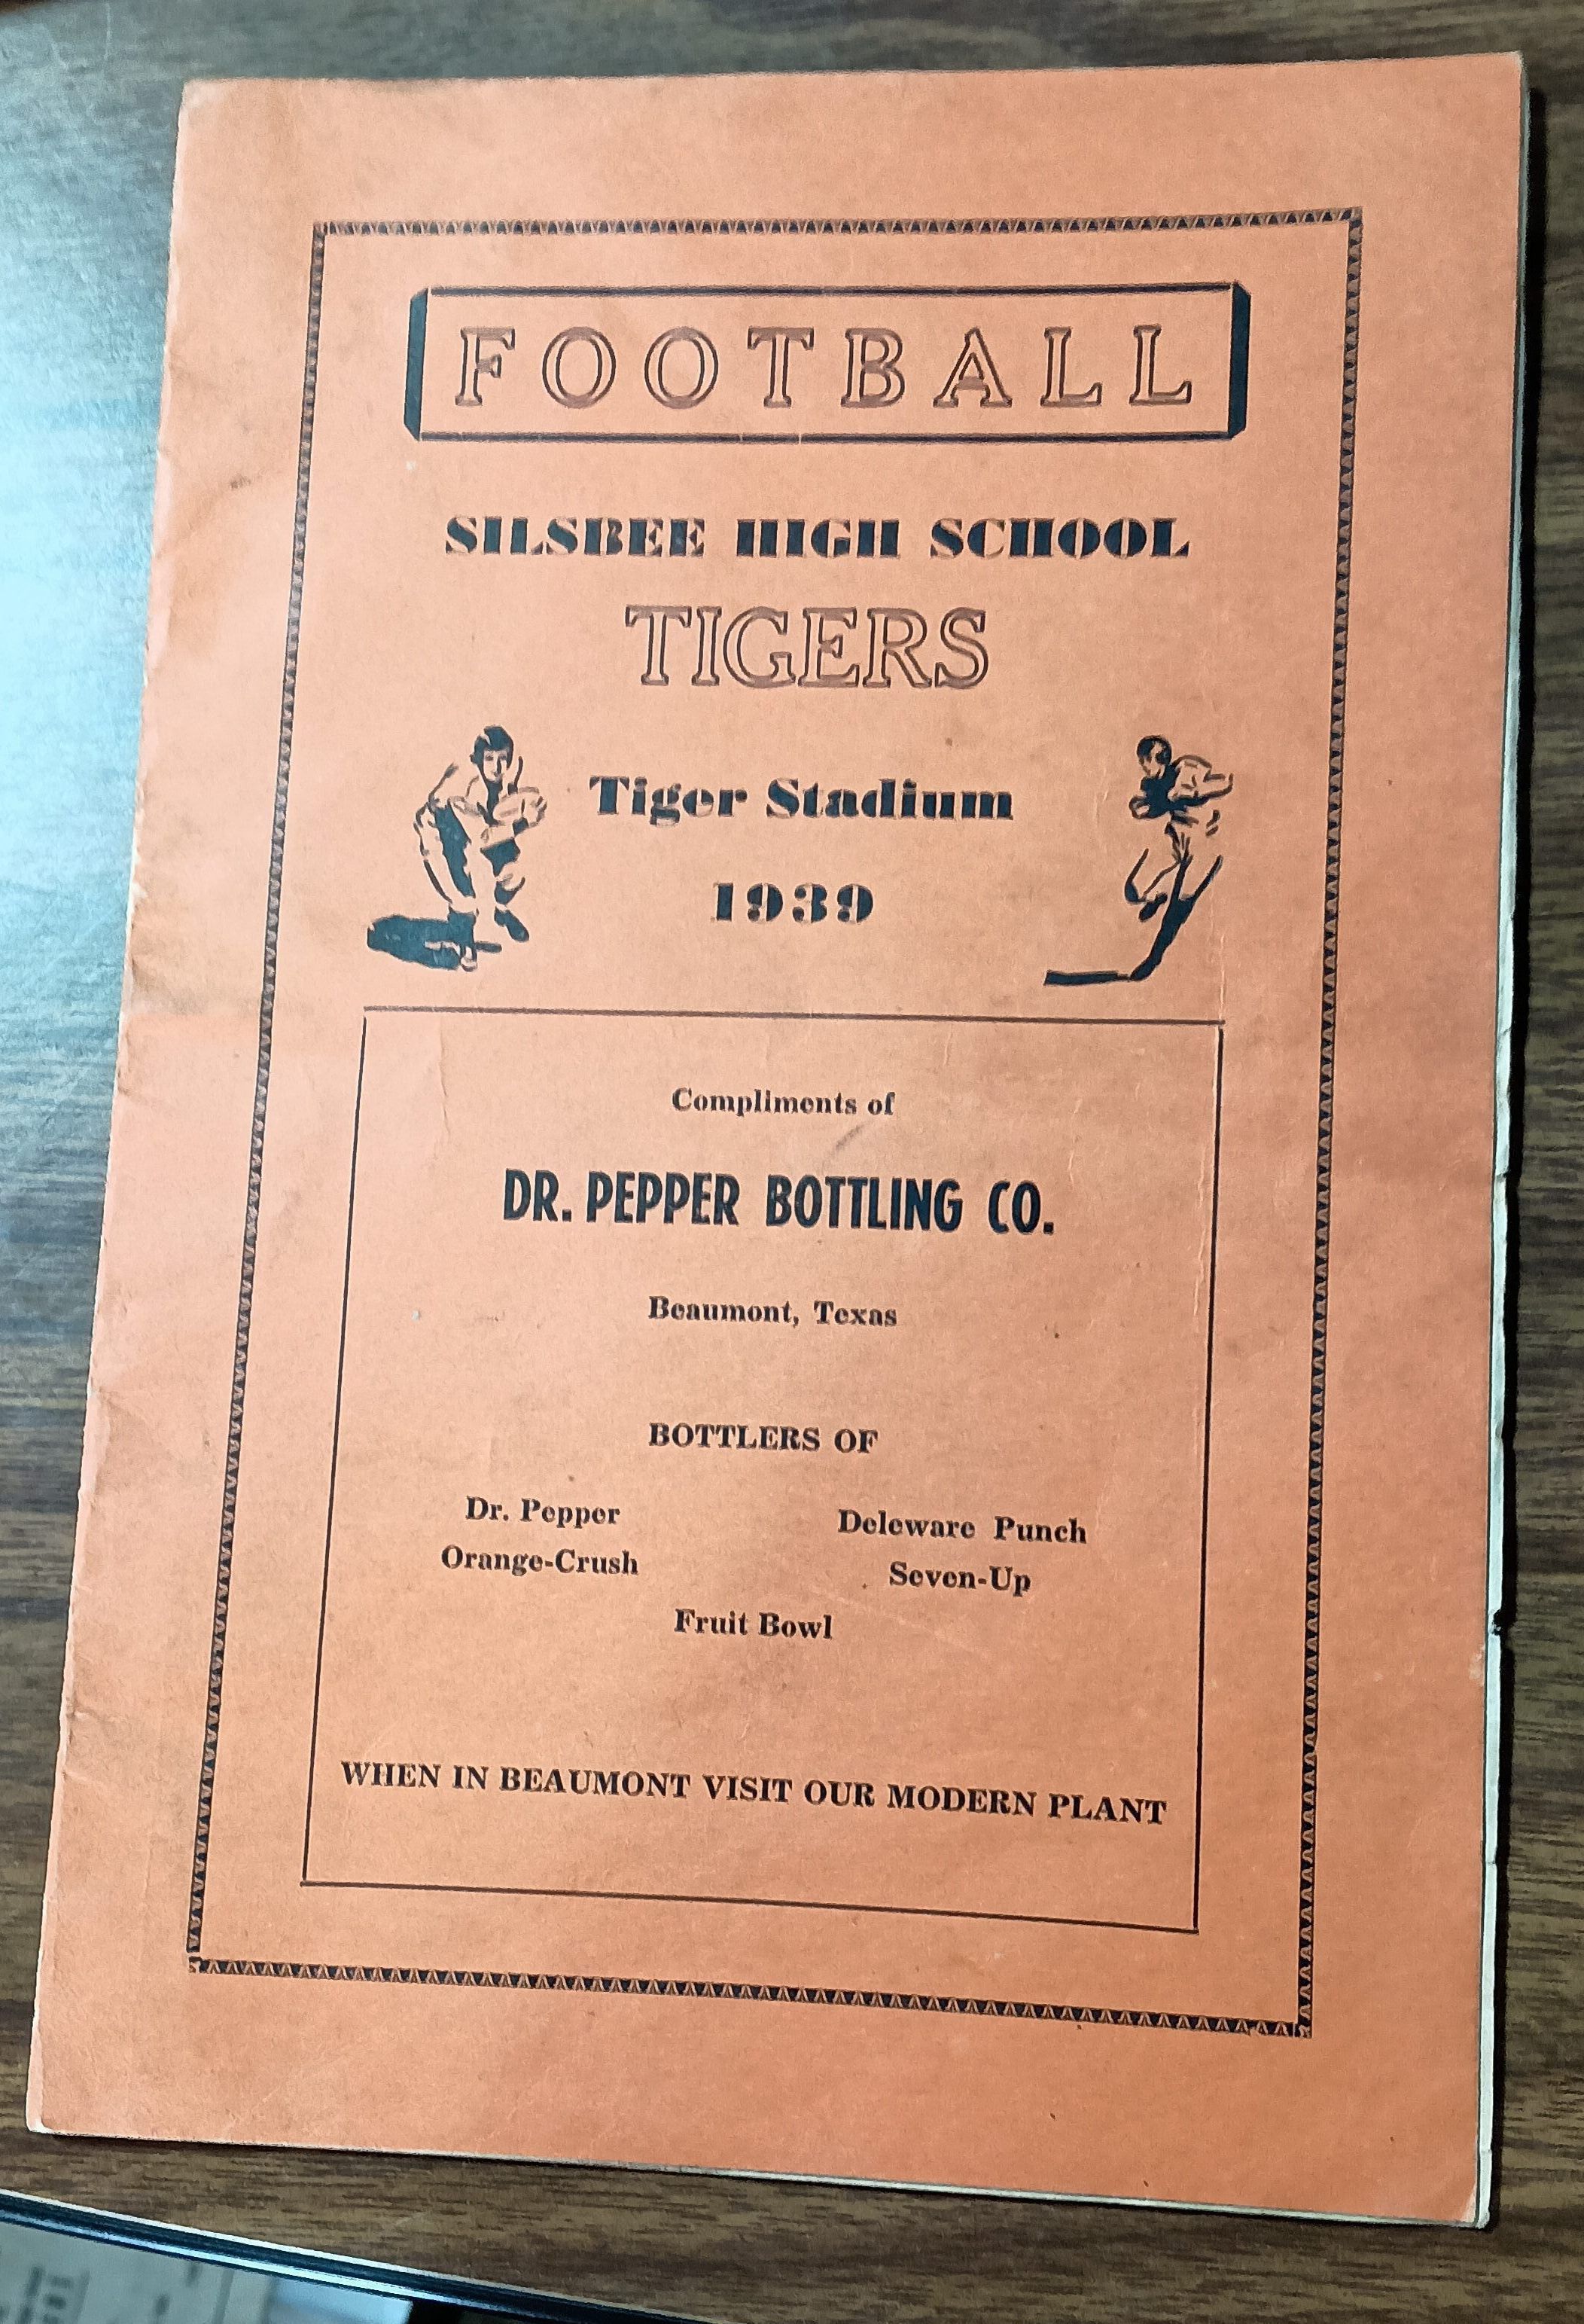 FOOTBALL
SILSBEE HIGH SCHOOL
TIGERS
Tiger Stadium
1939
Compliments of
DR. PEPPER BOTTLING CO.
Beaumont, Texas
BOTTLERS OF
Dr. Pepper Deleware Punch
Orange-Crush Seven-Up
Fruit Bowl
WHEN IN BEAUMONT VISIT OUR MODERN PLANT